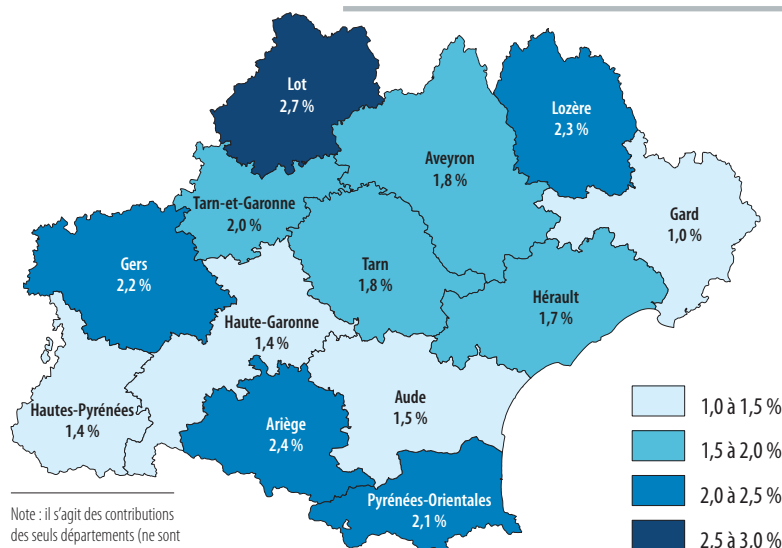 Lot
2,7 %
Lozère
2,3 %
Aveyron
1,8 %
Tarn-et-Garonne
2,0 %
Gard
1,0 %
Gers
2,2 %
Tarn
1,8 %
Hérault
1,7 %
Haute-Garonne
1,4 %
Hautes-Pyrénées
1,4 %
Aude
1,5 %
Ariège
2,4 %
Pyrénées-Orientales
2,1 %
1,0 à 1,5 %
1,5 à 2,0 %
2,0 à 2,5 %
2,5 à 3,0 %
Note : il s'agit des contributions
des seuls départements (ne sont